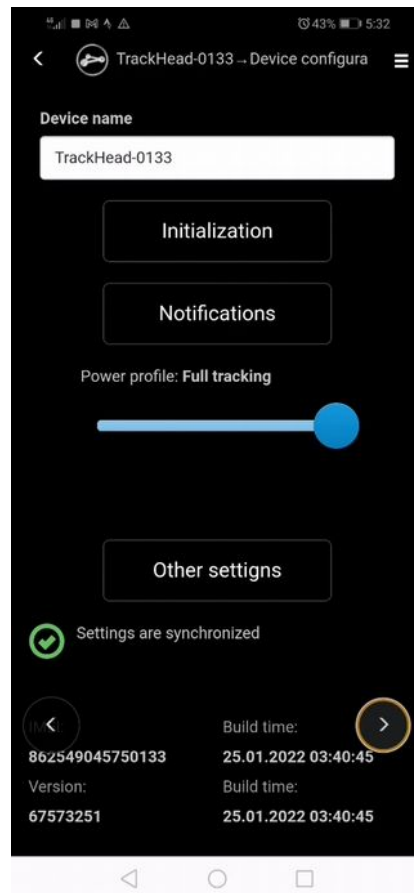 43% 5:32
TrackHead-0133→Device configura
Device name
TrackHead-0133
Initialization
Notifications
Power profile: Full tracking
Other settigns
Settings are synchronized
IMEI: Build time:
862549045750133 25.01.2022 03:40:45
Version: Build time:
67573251 25.01.2022 03:40:45